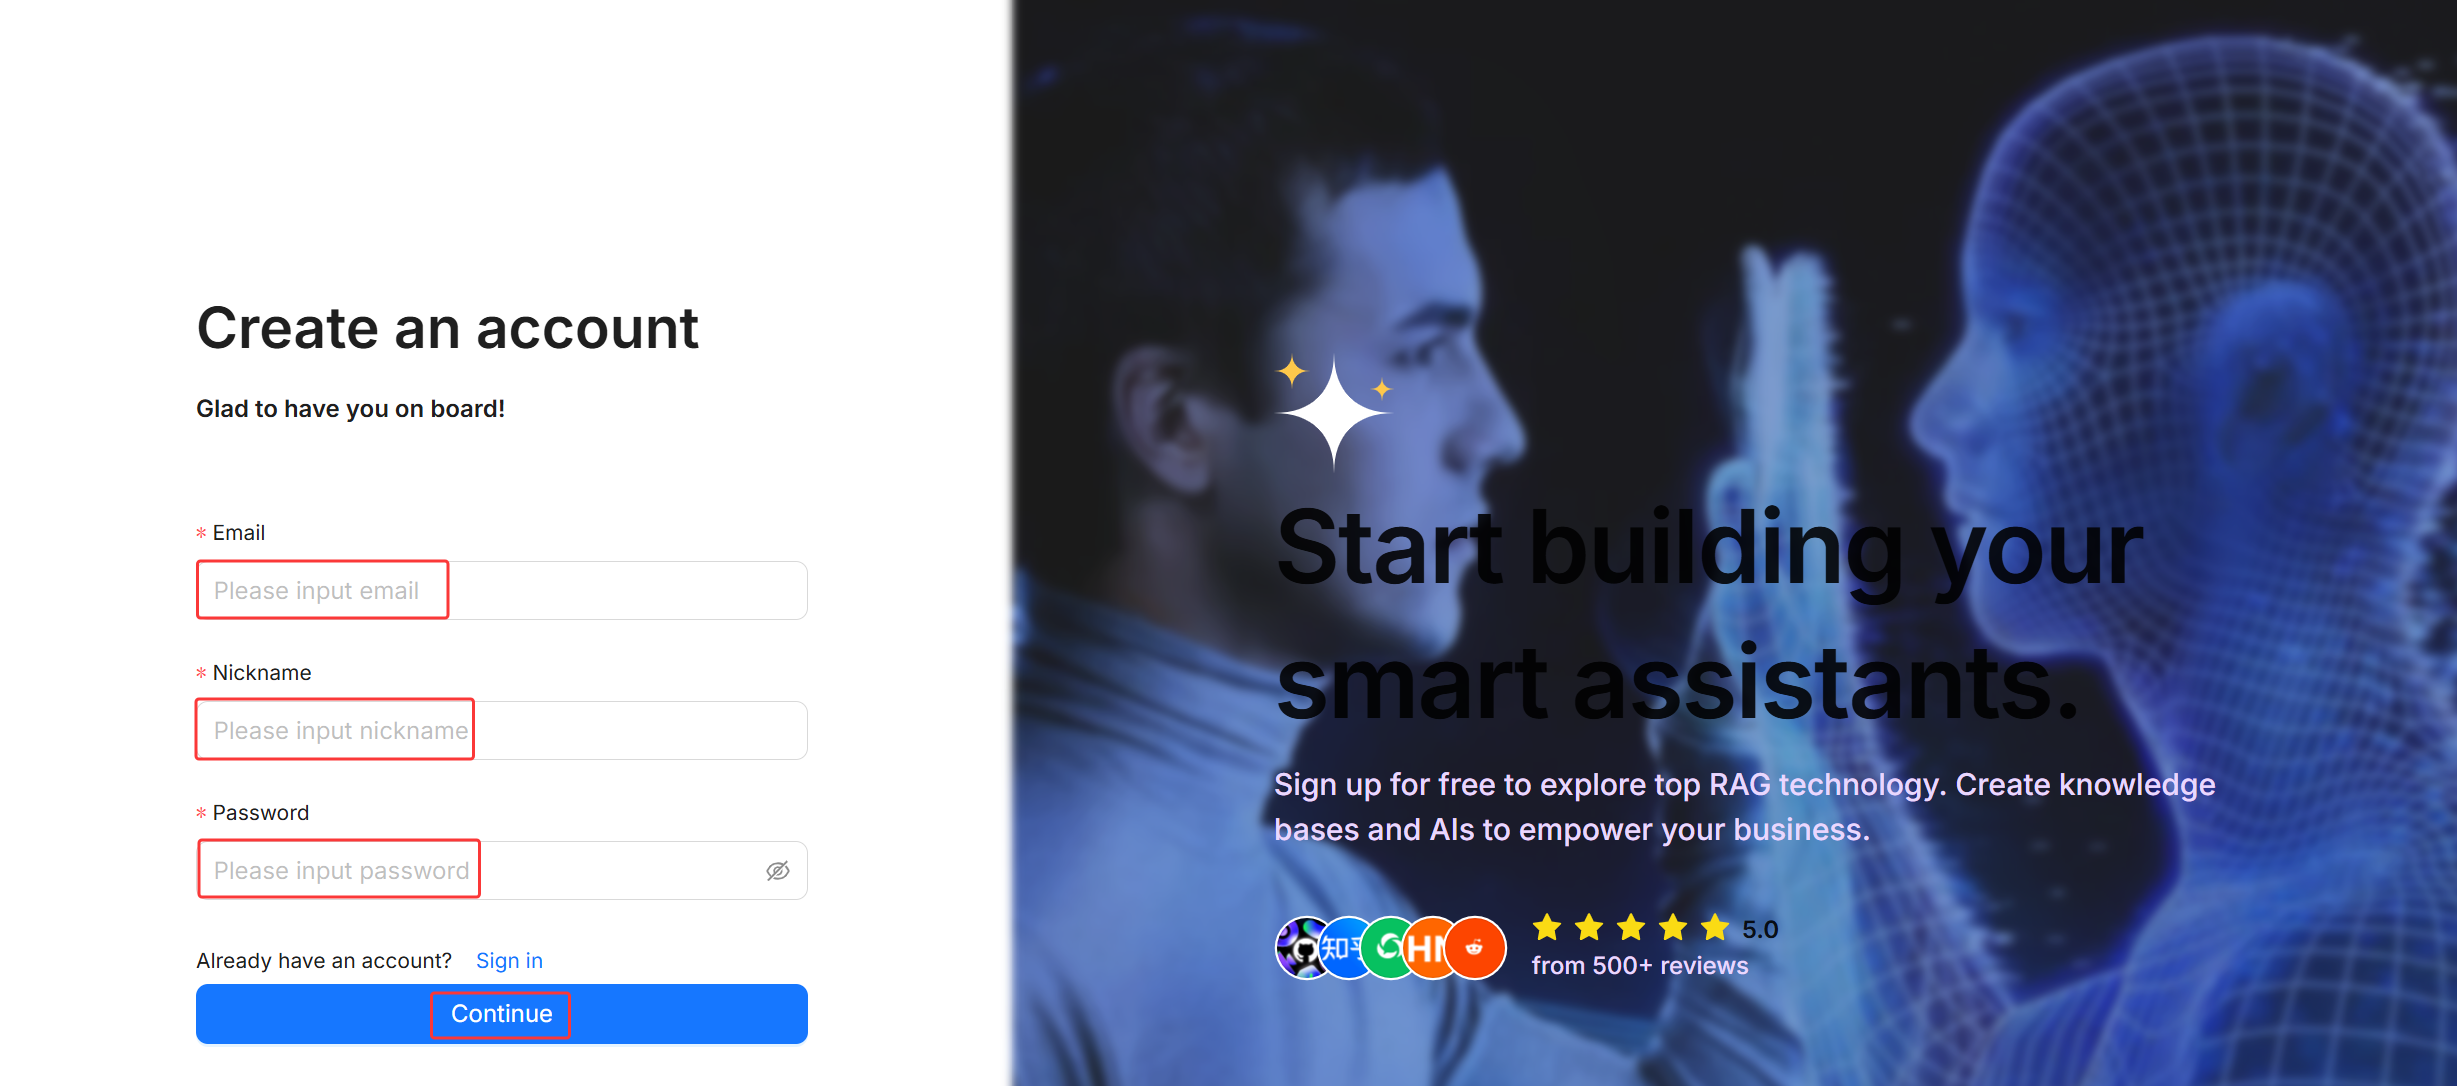 Create an account
Glad to have you on board!
* Email
Please input email
* Nickname
Please input nickname
* Password
Please input password
Already have an account? Sign in
Continue
Start building your
smart assistants.
Sign up for free to explore top RAG technology. Create knowledge
bases and AIs to empower your business.
知乎
HN
5.0
from 500+ reviews